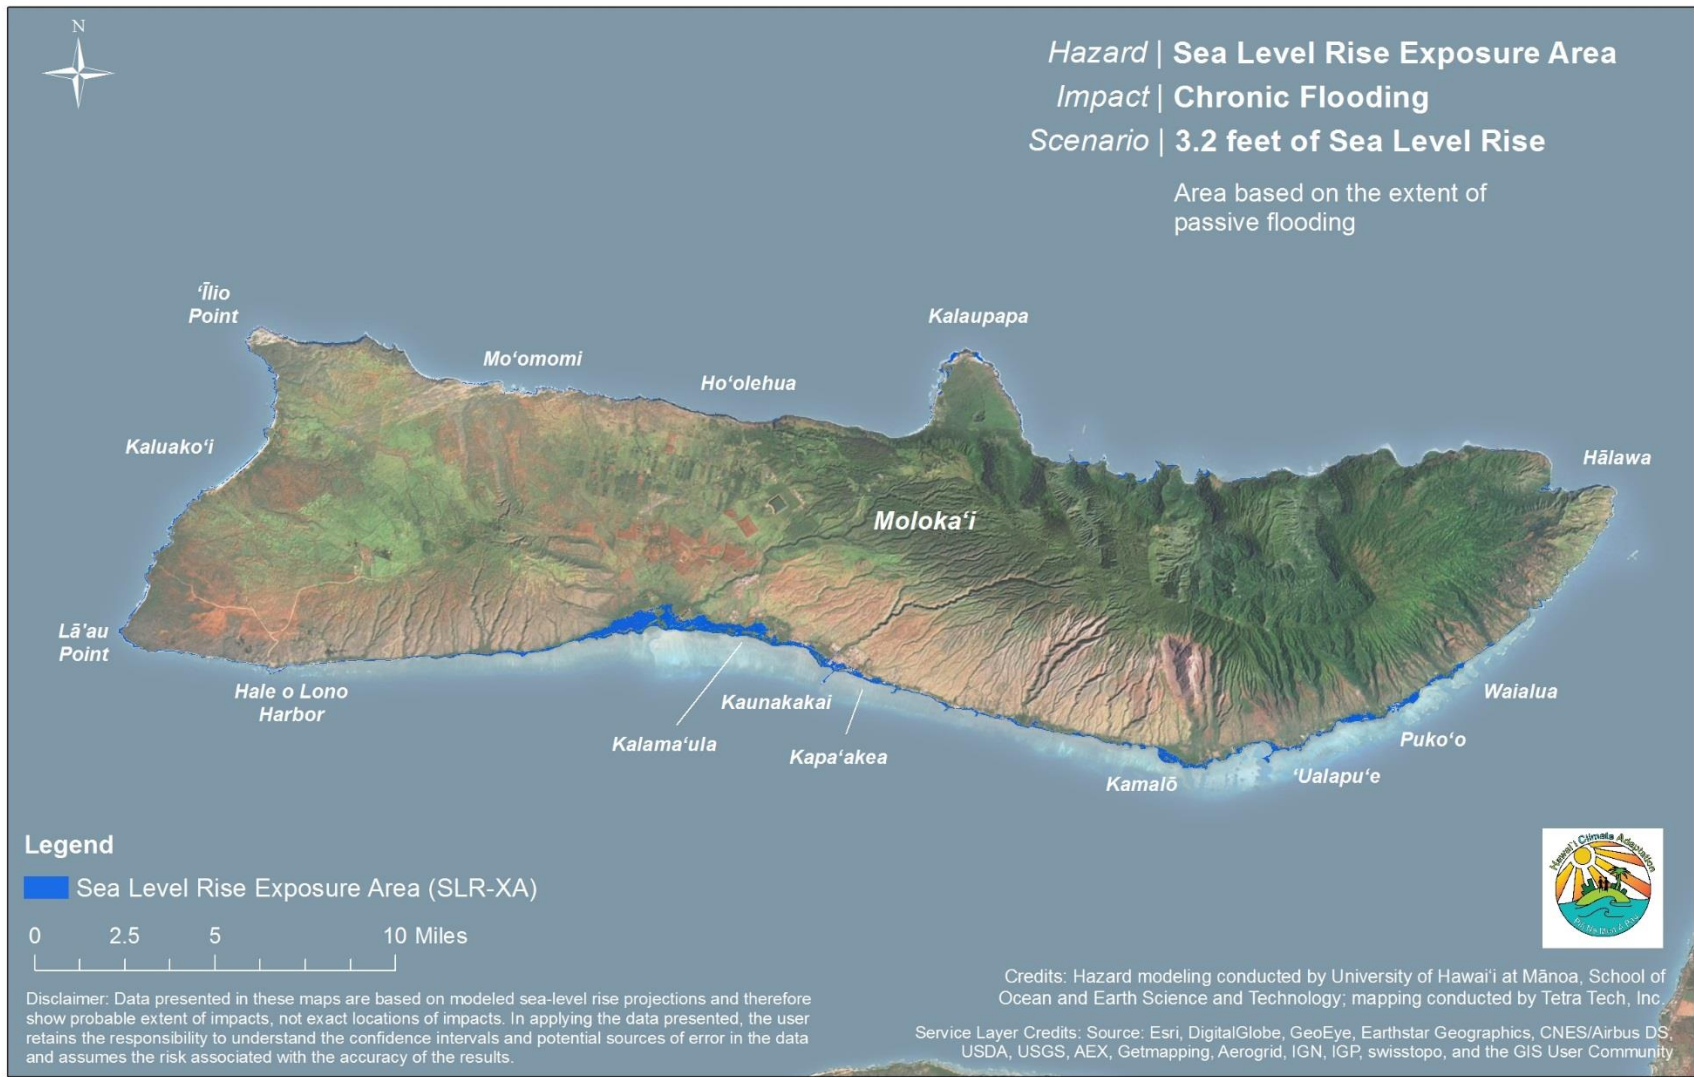 N
Hazard | Sea Level Rise Exposure Area
Impact | Chronic Flooding
Scenario | 3.2 feet of Sea Level Rise
Area based on the extent of
passive flooding
ʻĪlio
Point
Kalaupapa
Moʻomomi
Hoʻolehua
Kaluakoʻi
Hālawa
Molokaʻi
Lāʻau
Point
Hale o Lono
Harbor
Kaunakakai
Waialua
Kalamaʻula
Kapaʻakea
Pukoʻo
Kamalō
ʻUalapuʻe
Legend
Sea Level Rise Exposure Area (SLR-XA)
0 2.5 5 10 Miles
Hawaiʻi Climate Adaptation
Disclaimer: Data presented in these maps are based on modeled sea-level rise projections and therefore
show probable extent of impacts, not exact locations of impacts. In applying the data presented, the user
retains the responsibility to understand the confidence intervals and potential sources of error in the data
and assumes the risk associated with the accuracy of the results.
Credits: Hazard modeling conducted by University of Hawaiʻi at Mānoa, School of
Ocean and Earth Science and Technology; mapping conducted by Tetra Tech, Inc.
Service Layer Credits: Source: Esri, DigitalGlobe, GeoEye, Earthstar Geographics, CNES/Airbus DS,
USDA, USGS, AEX, Getmapping, Aerogrid, IGN, IGP, swisstopo, and the GIS User Community